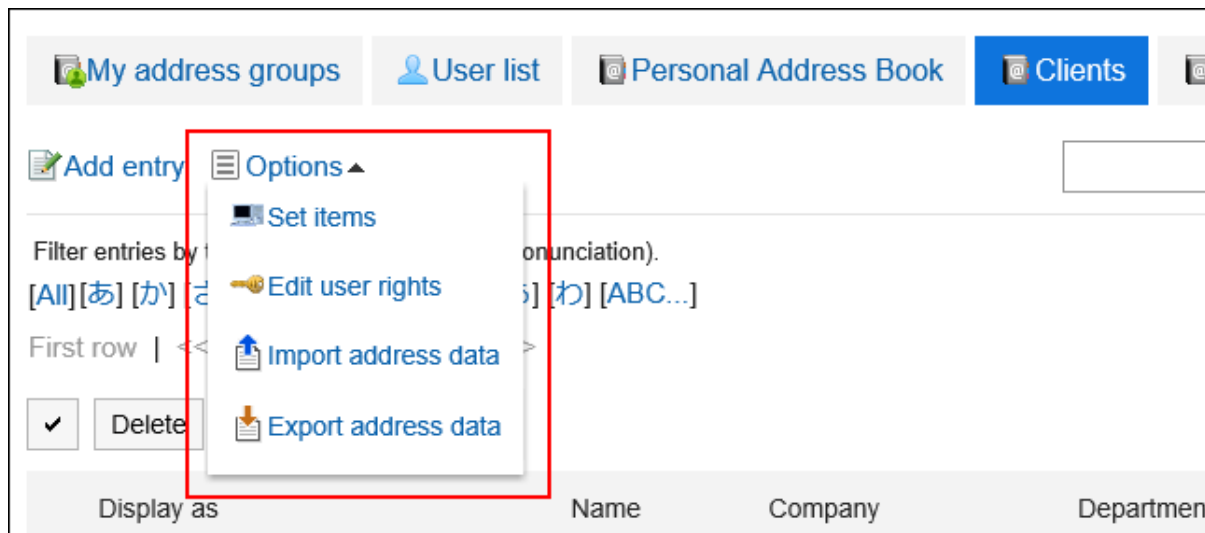 My address groups User list Personal Address Book Clients
Add entry Options
Set items
Filter entries by onunciation).
Edit user rights
[All] [あ] [か] [わ] [ABC...]
First row | <<
Import address data
Delete
Export address data
Display as Name Company Departmen